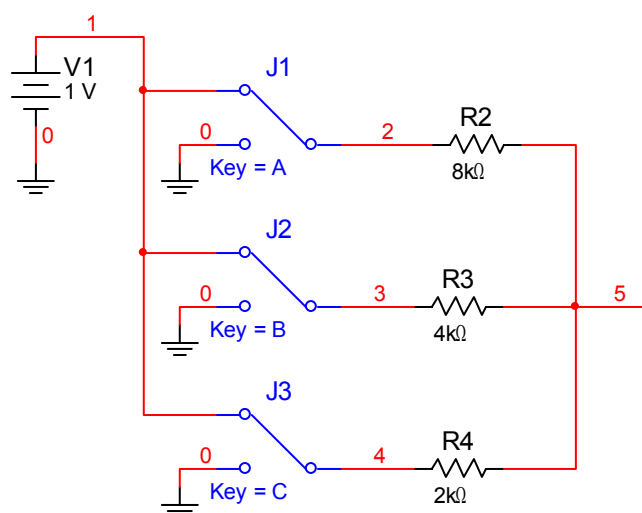 1
V1
1 V
0
J1
0
Key = A
2
R2
8kΩ
J2
0
Key = B
3
R3
4kΩ
5
J3
0
Key = C
4
R4
2kΩ